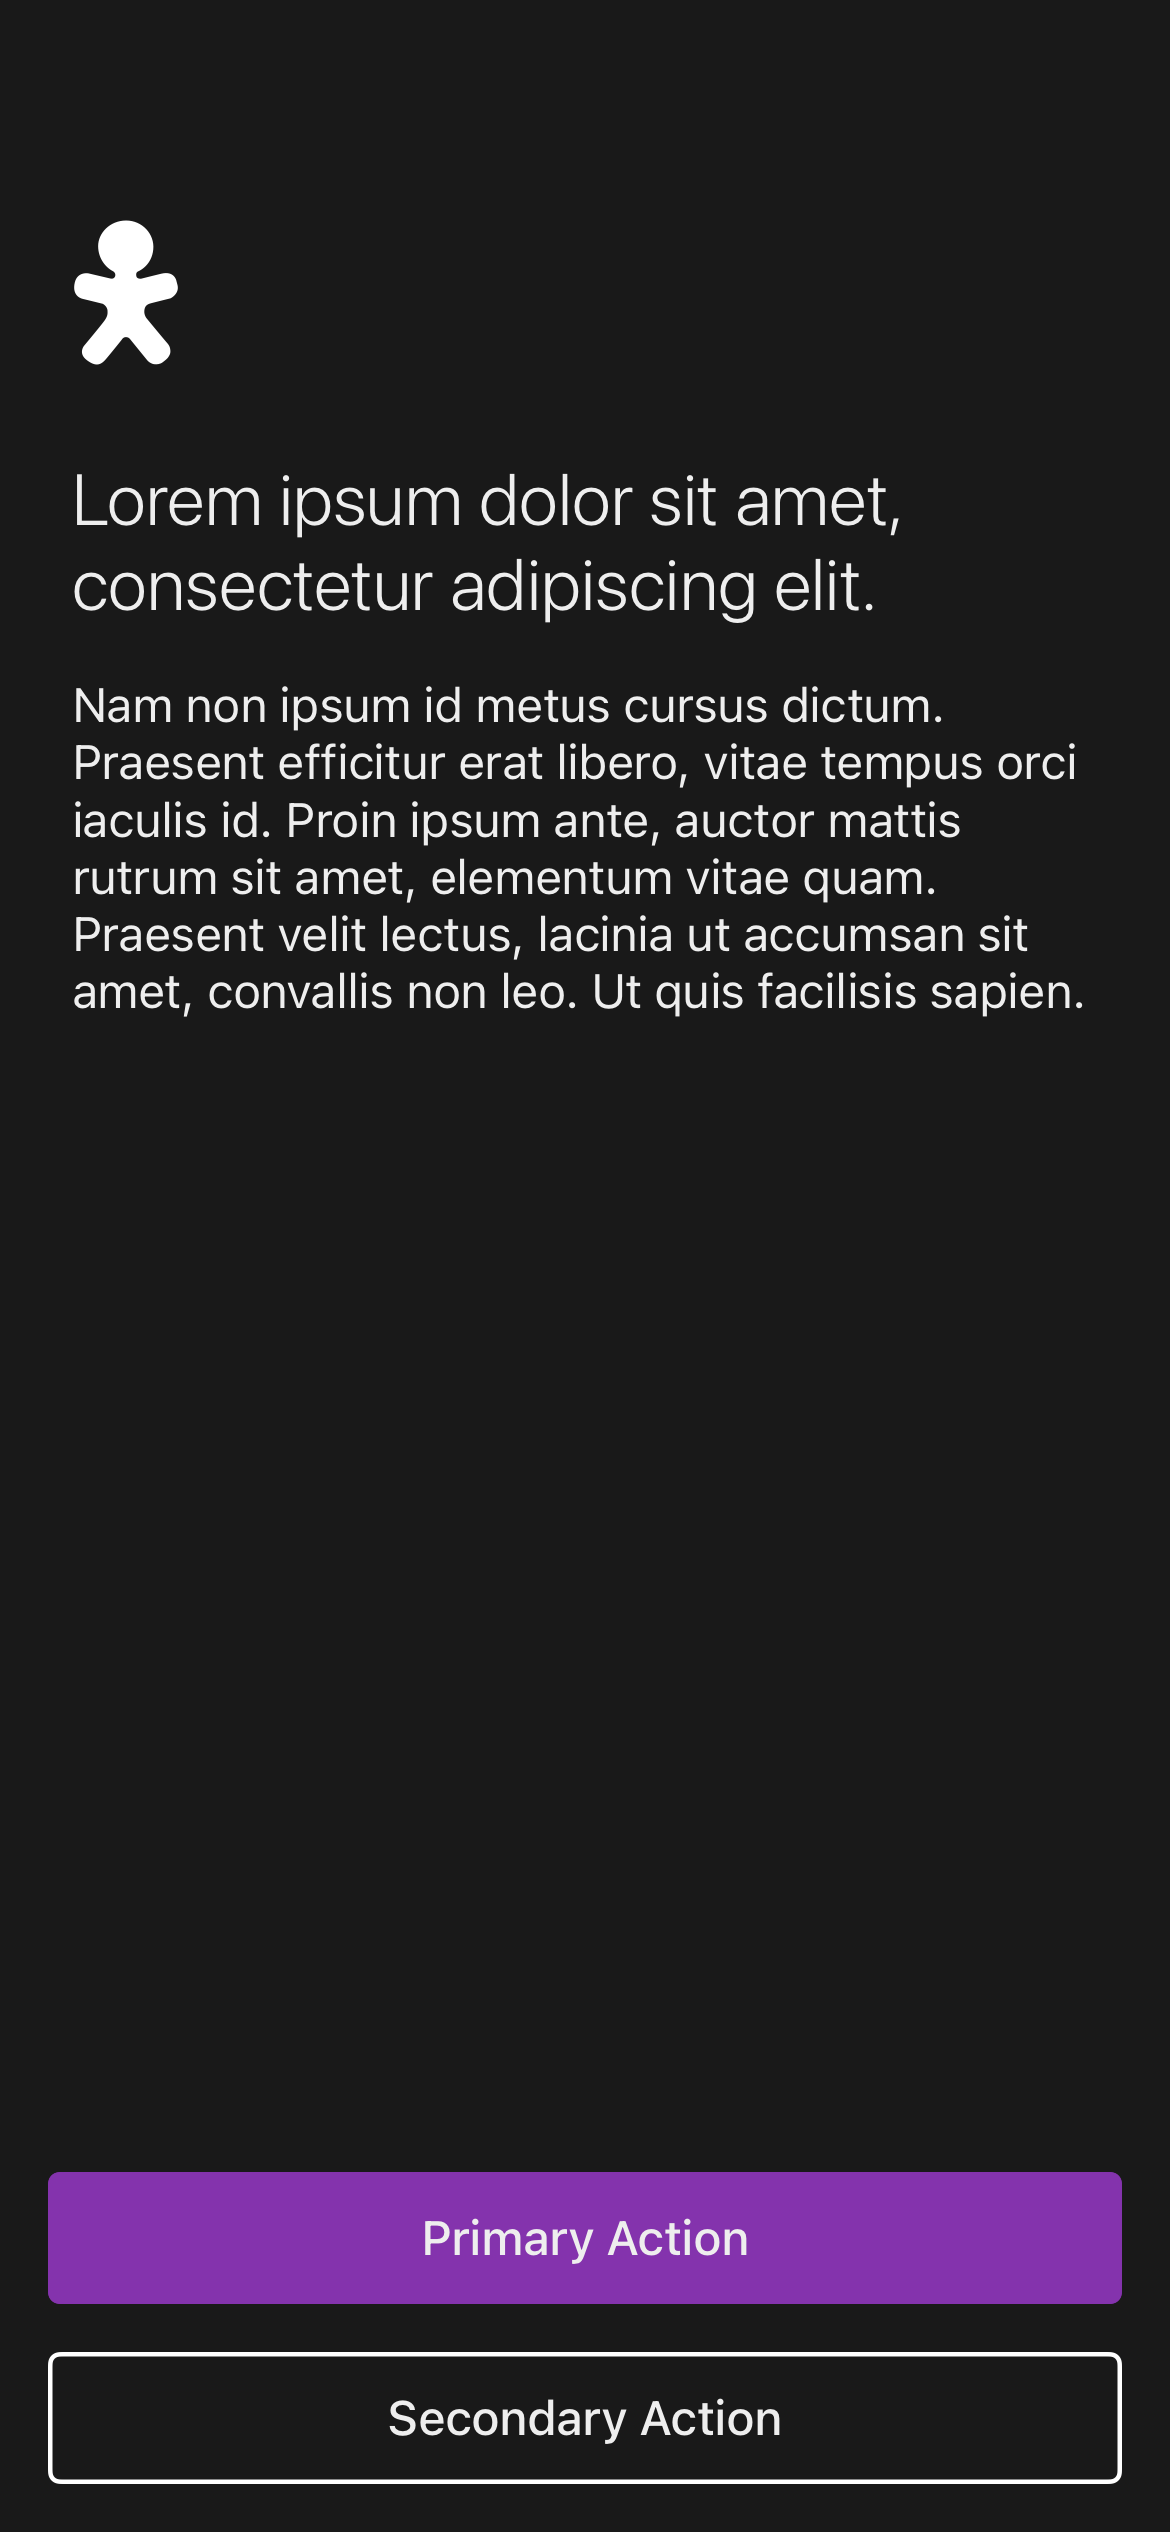 Lorem ipsum dolor sit amet,
consectetur adipiscing elit.
Nam non ipsum id metus cursus dictum.
Praesent efficitur erat libero, vitae tempus orci
iaculis id. Proin ipsum ante, auctor mattis
rutrum sit amet, elementum vitae quam.
Praesent velit lectus, lacinia ut accumsan sit
amet, convallis non leo. Ut quis facilisis sapien.
Primary Action
Secondary Action